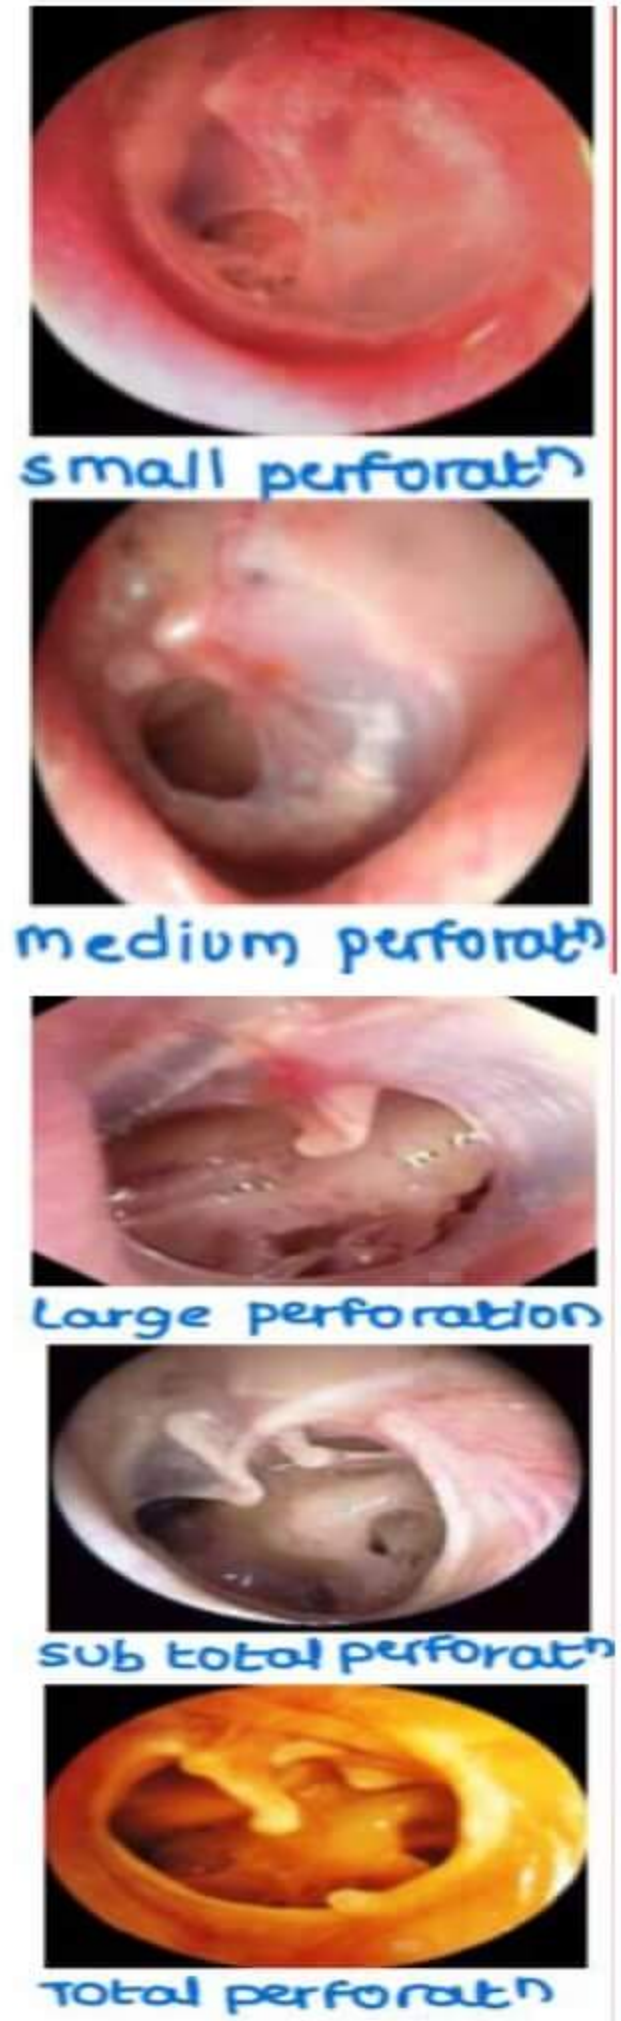 small perforatn
medium perforatn
Large perforation
sub total perforatn
Total perforatn